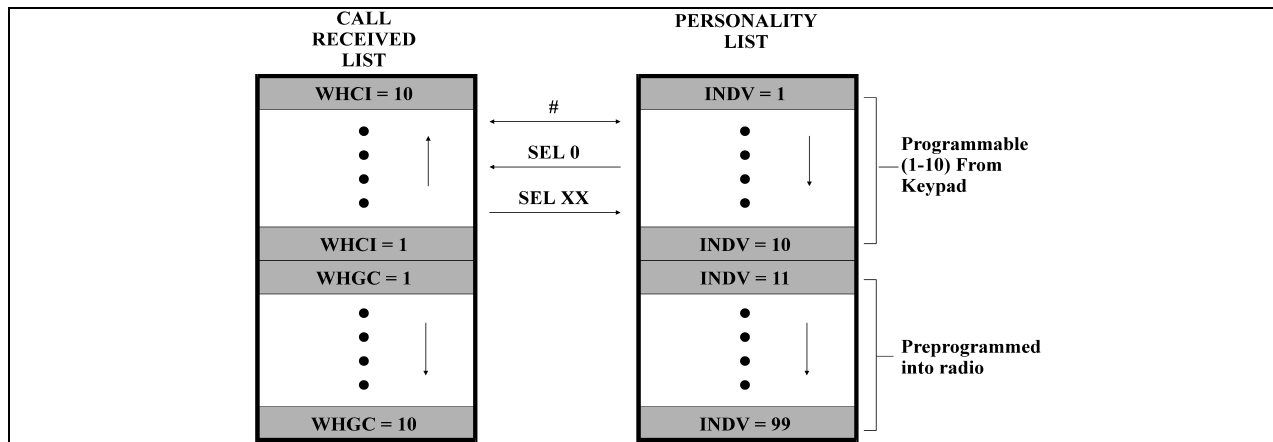 CALL
RECEIVED
LIST
PERSONALITY
LIST
WHCI = 10
INDV = 1
#
SEL 0
SEL XX
Programmable
(1-10) From
Keypad
WHCI = 1
INDV = 10
WHGC = 1
INDV = 11
Preprogrammed
into radio
WHGC = 10
INDV = 99